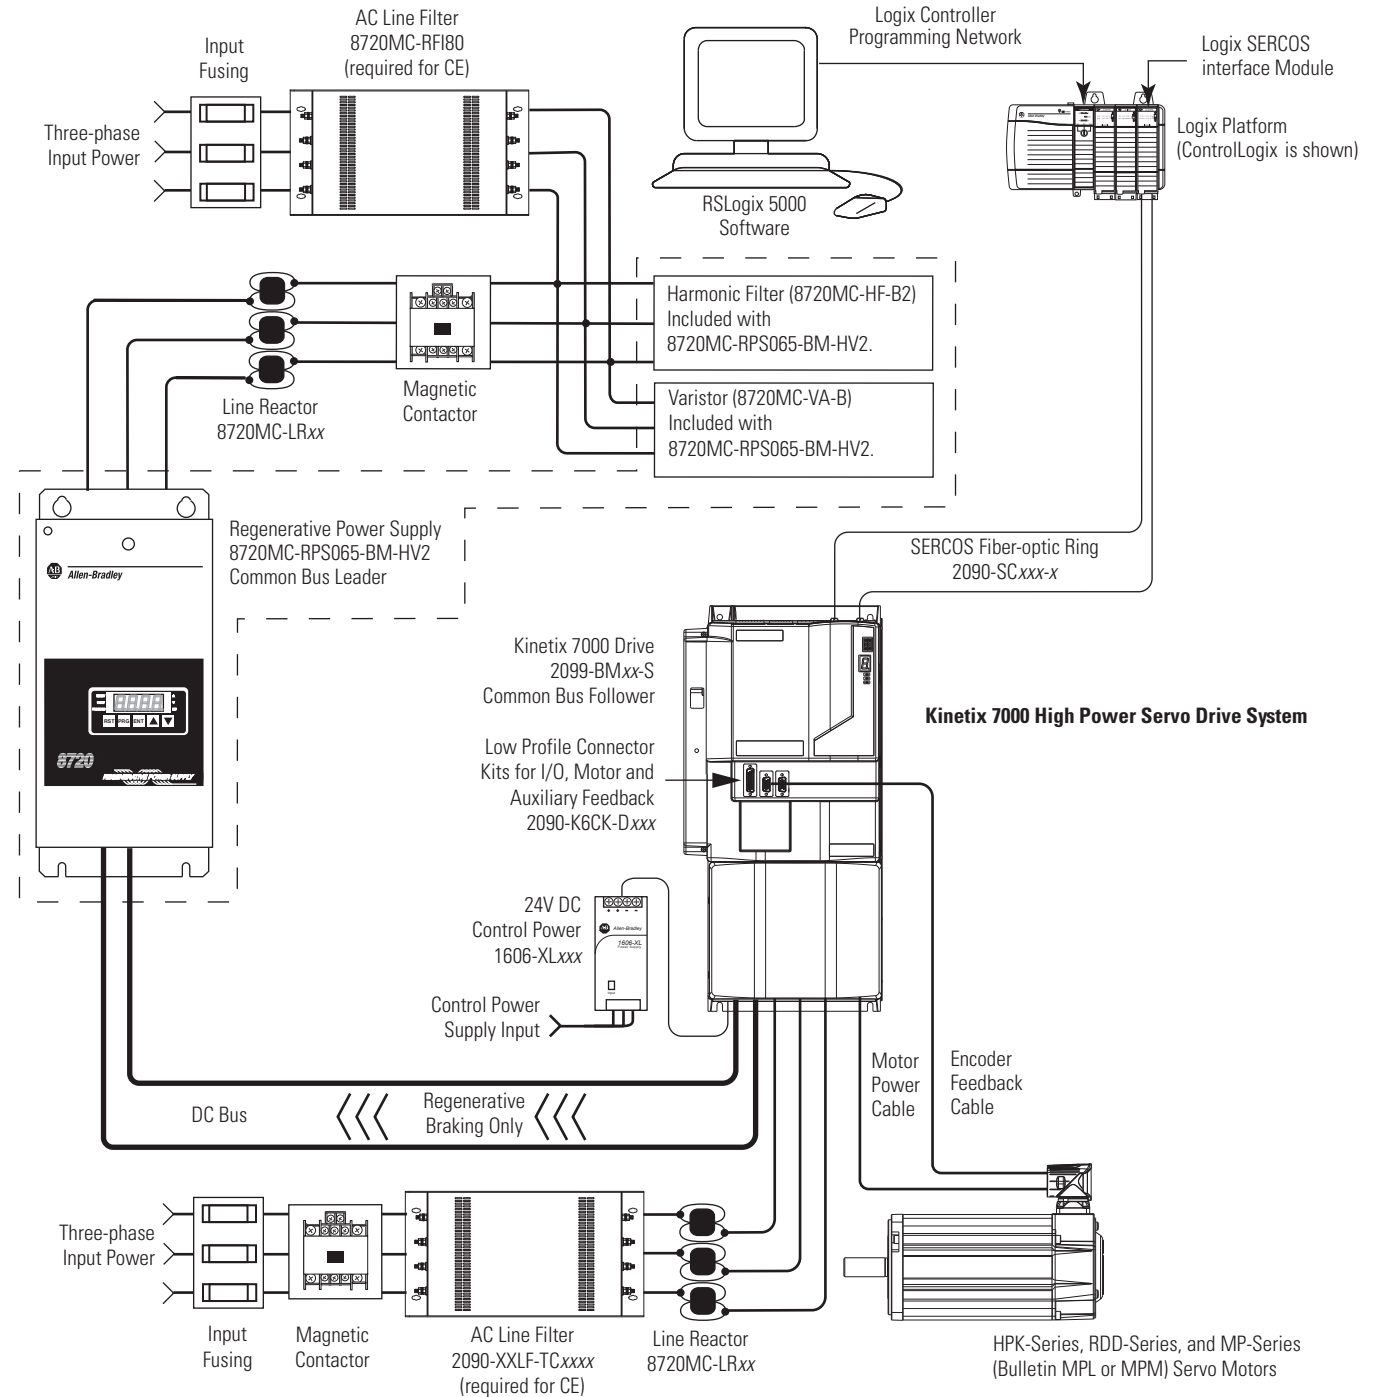 AC Line Filter
8720MC-RFI80
(required for CE)
Input
Fusing
Three-phase
Input Power
Logix Controller
Programming Network
Logix SERCOS
interface Module
Logix Platform
(ControlLogix is shown)
RSLogix 5000
Software
Harmonic Filter (8720MC-HF-B2)
Included with
8720MC-RPS065-BM-HV2.
Varistor (8720MC-VA-B)
Included with
8720MC-RPS065-BM-HV2.
Magnetic
Contactor
Line Reactor
8720MC-LRxx
Regenerative Power Supply
8720MC-RPS065-BM-HV2
Common Bus Leader
AB Allen-Bradley
RST PRG ENT
8720
REGENERATIVE POWER SUPPLY
SERCOS Fiber-optic Ring
2090-SCxxx-x
Kinetix 7000 Drive
2099-BMxx-S
Common Bus Follower
Kinetix 7000 High Power Servo Drive System
Low Profile Connector
Kits for I/O, Motor and
Auxiliary Feedback
2090-K6CK-Dxxx
24V DC
Control Power
1606-XLxxx
Allen-Bradley
1606-XL
Power Supply
Control Power
Supply Input
Motor
Power
Cable
Encoder
Feedback
Cable
DC Bus
Regenerative
Braking Only
Three-phase
Input Power
Input
Fusing
Magnetic
Contactor
AC Line Filter
2090-XXLF-TCxxxx
(required for CE)
Line Reactor
8720MC-LRxx
HPK-Series, RDD-Series, and MP-Series
(Bulletin MPL or MPM) Servo Motors